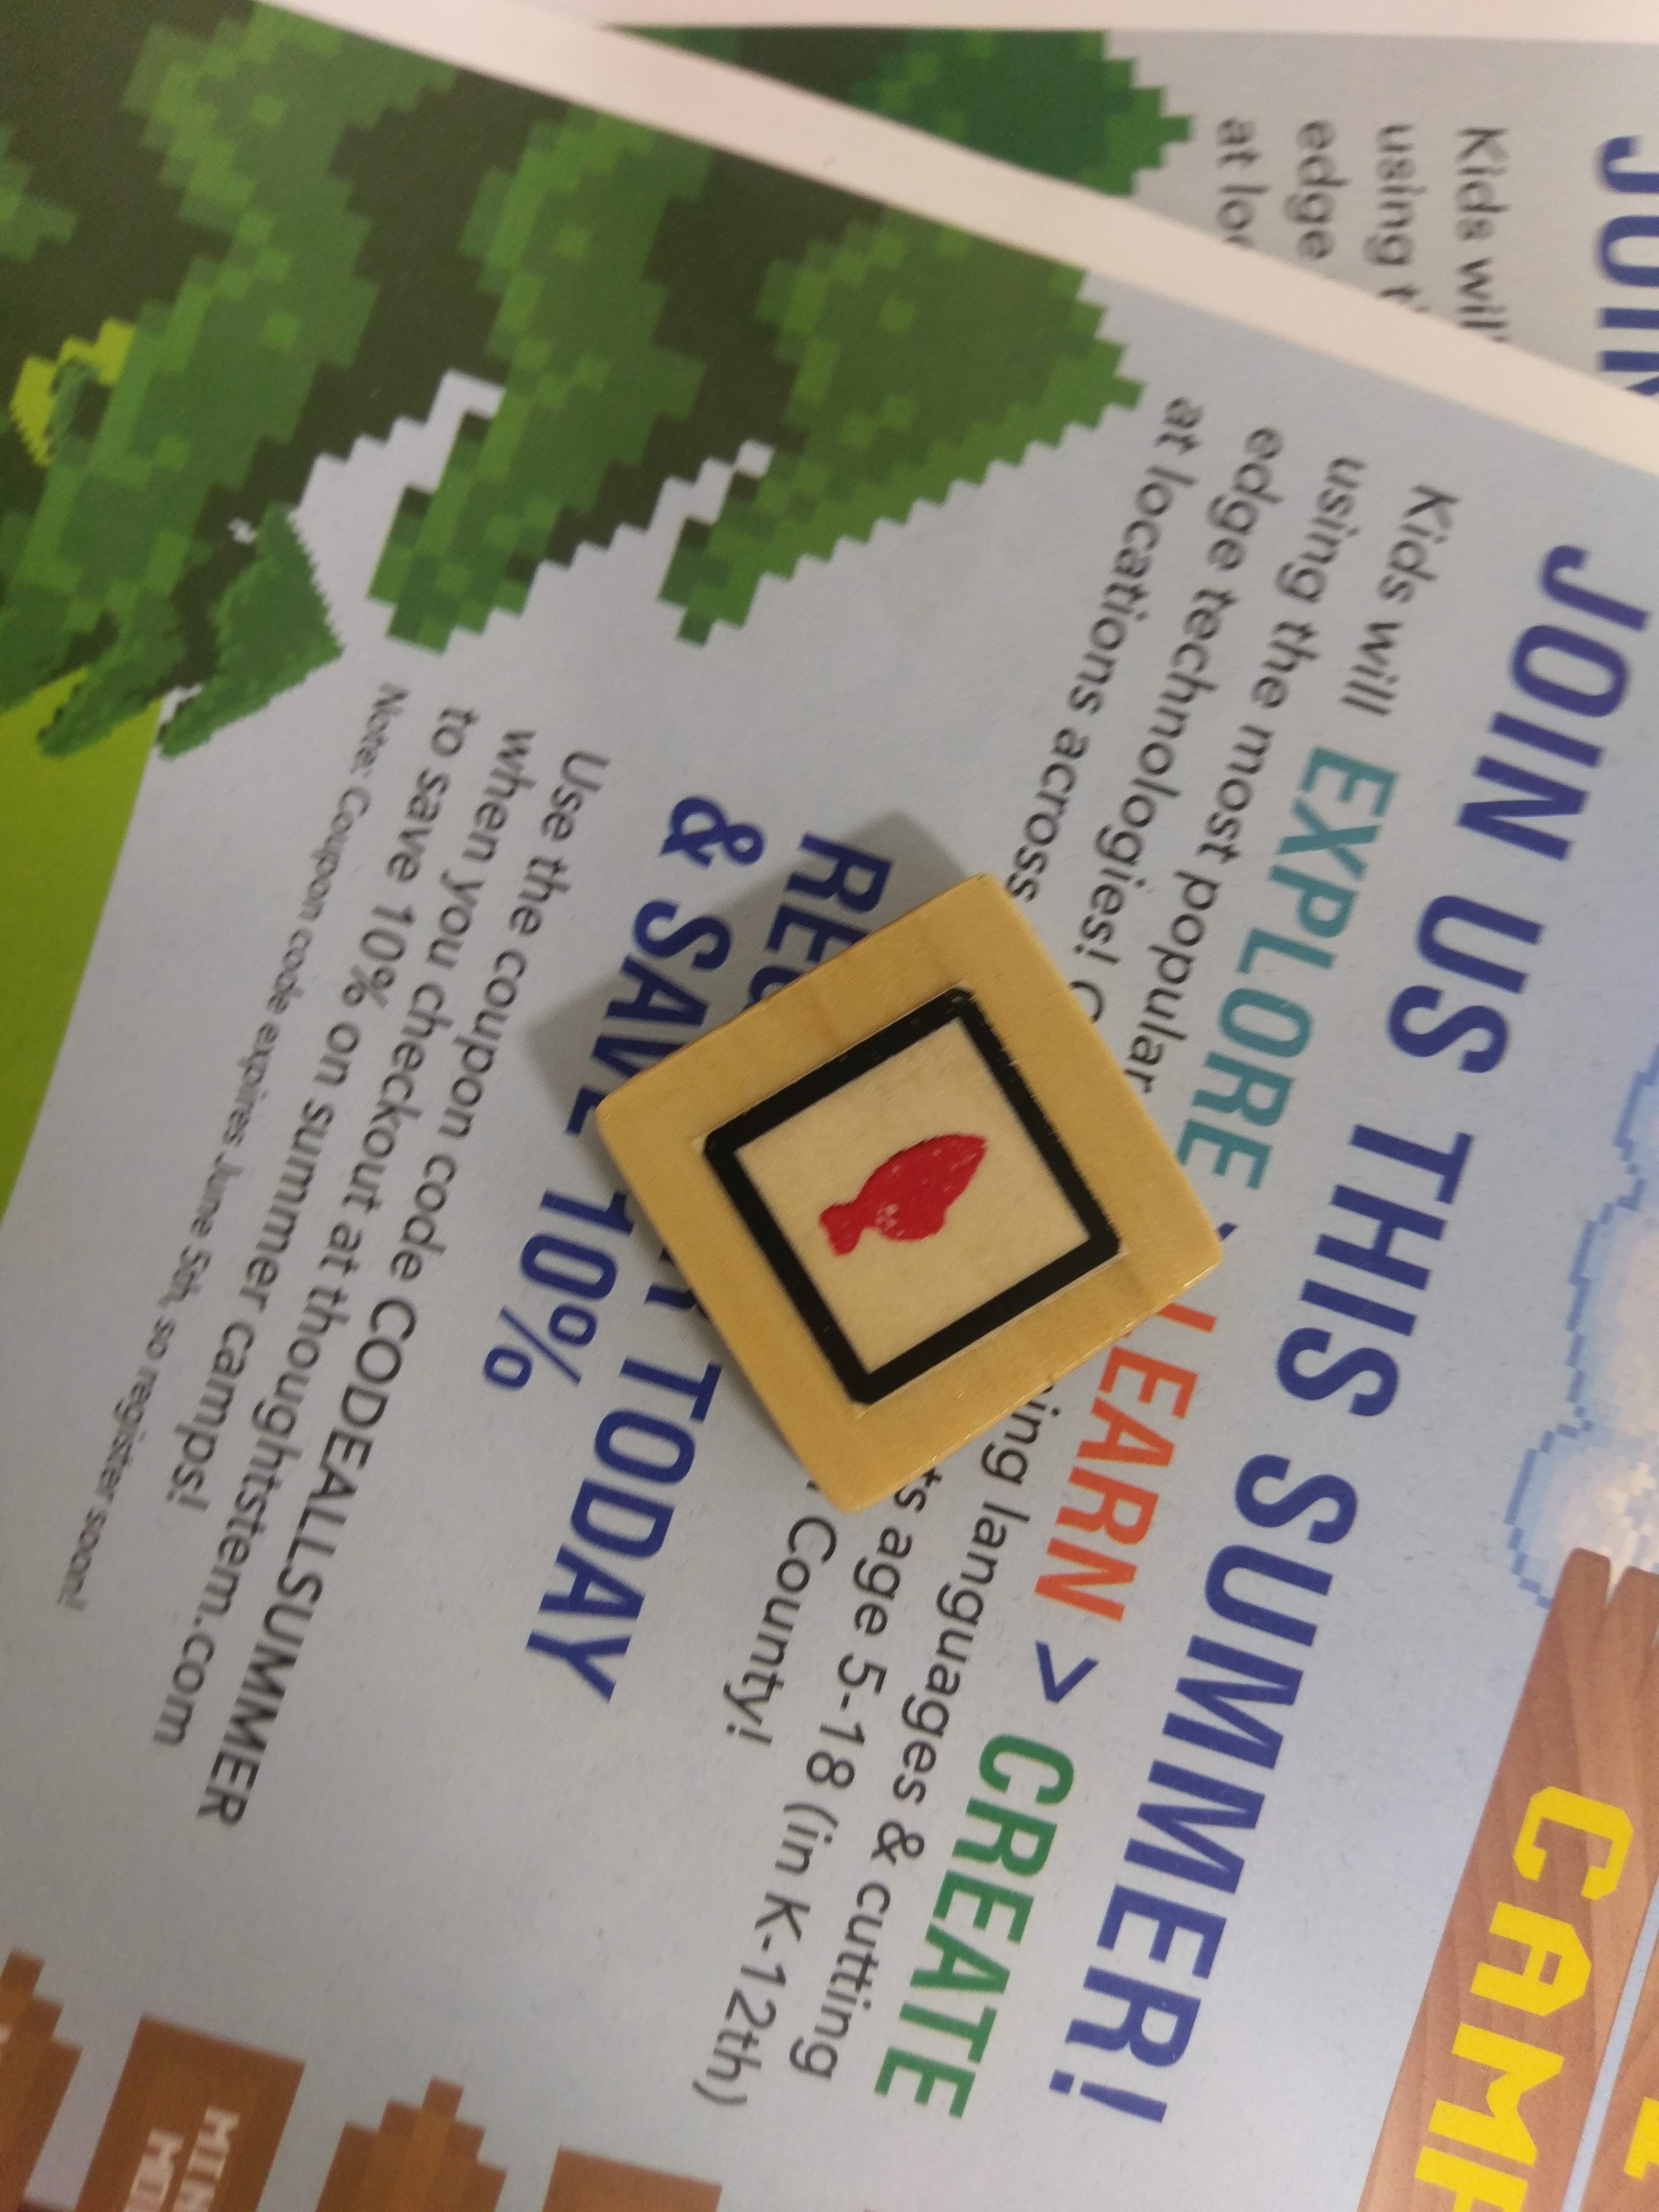 JOIN US THIS SUMMER!
Kids will EXPLORE > LEARN > CREATE
using the most popular ing languages & cutting
edge technologies! ts age 5-18 (in K-12th)
at locations across County!
TODAY
& SAVE 10%
Use the coupon code CODEALLSUMMER
when you checkout at thoughtstem.com
to save 10% on summer camps!
Note: Coupon code expires June 5th, so register soon!
Kids will
using
edge
at
CAMP